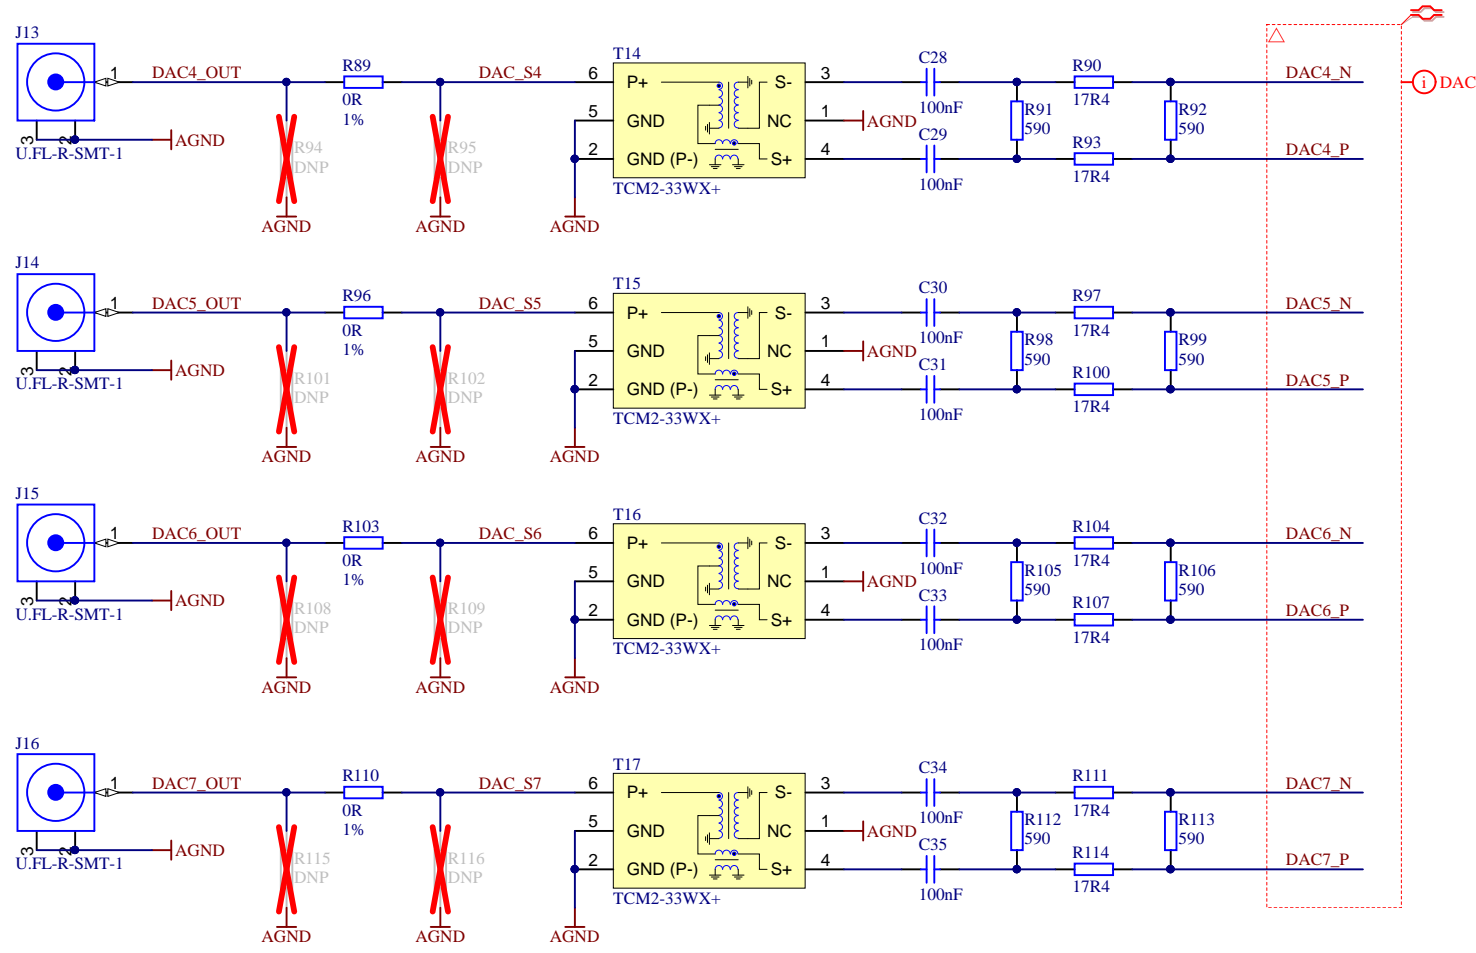 J13
1
DAC4_OUT
R89
0R
1%
DAC_S4
T14
6
P+
S-
3
5
GND
NC
1
AGND
2
GND (P-)
S+
4
TCM2-33WX+
C28
100nF
C29
100nF
R90
17R4
R91
590
R92
590
R93
17R4
DAC4_N
DAC4_P
i
DAC
3
2
AGND
U.FL-R-SMT-1
R94
DNP
R95
DNP
AGND
AGND
AGND
J14
1
DAC5_OUT
R96
0R
1%
DAC_S5
T15
6
P+
S-
3
5
GND
NC
1
AGND
2
GND (P-)
S+
4
TCM2-33WX+
C30
100nF
C31
100nF
R97
17R4
R98
590
R99
590
R100
17R4
DAC5_N
DAC5_P
3
2
AGND
U.FL-R-SMT-1
R101
DNP
R102
DNP
AGND
AGND
AGND
J15
1
DAC6_OUT
R103
0R
1%
DAC_S6
T16
6
P+
S-
3
5
GND
NC
1
AGND
2
GND (P-)
S+
4
TCM2-33WX+
C32
100nF
C33
100nF
R104
17R4
R105
590
R106
590
R107
17R4
DAC6_N
DAC6_P
3
2
AGND
U.FL-R-SMT-1
R108
DNP
R109
DNP
AGND
AGND
AGND
J16
1
DAC7_OUT
R110
0R
1%
DAC_S7
T17
6
P+
S-
3
5
GND
NC
1
AGND
2
GND (P-)
S+
4
TCM2-33WX+
C34
100nF
C35
100nF
R111
17R4
R112
590
R113
590
R114
17R4
DAC7_N
DAC7_P
3
2
AGND
U.FL-R-SMT-1
R115
DNP
R116
DNP
AGND
AGND
AGND